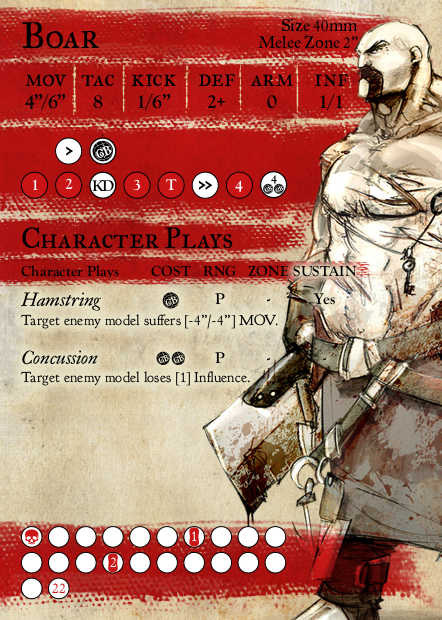 Boar
Size 40mm
Melee Zone 2"
MOV TAC KICK DEF ARM INF
4"/6" 8 1/6" 2+ 0 1/1
> GB
1 2 KD 3 T >> 4 4
Character Plays
Character Plays COST RNG ZONE SUSTAIN
Hamstring GB P - Yes
Target enemy model suffers [-4"/-4"] MOV.
Concussion GB GB P -
Target enemy model loses [1] Influence.
1
2
22